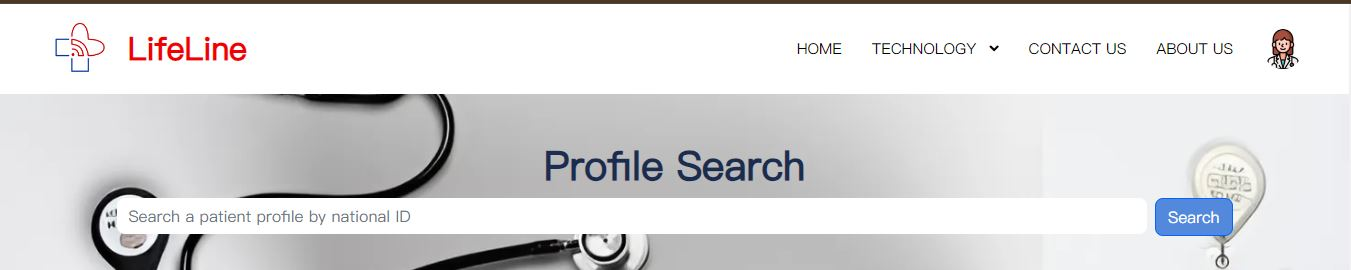 LifeLine
HOME TECHNOLOGY CONTACT US ABOUT US
Profile Search
Search a patient profile by national ID
Search